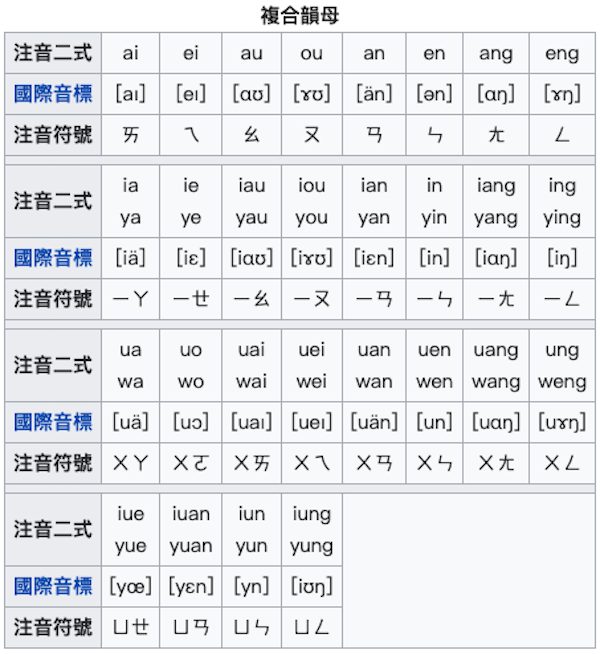 複合韻母
注音二式 ai ei au ou an en ang eng
國際音標 [aɪ] [eɪ] [ɑʊ] [ɤʊ] [än] [ən] [ɑŋ] [ɤŋ]
注音符號 ㄞ ㄟ ㄠ ㄡ ㄢ ㄣ ㄤ ㄥ
注音二式 ia ie iau iou ian in iang ing
ya ye yau you yan yin yang ying
國際音標 [iä] [iɛ] [iɑʊ] [iɤʊ] [iɛn] [in] [iɑŋ] [iŋ]
注音符號 ㄧㄚ ㄧㄝ ㄧㄠ ㄧㄡ ㄧㄢ ㄧㄣ ㄧㄤ ㄧㄥ
注音二式 ua uo uai uei uan uen uang ung
wa wo wai wei wan wen wang weng
國際音標 [uä] [uɔ] [uaɪ] [ueɪ] [uän] [un] [uɑŋ] [uɤŋ]
注音符號 ㄨㄚ ㄨㄛ ㄨㄞ ㄨㄟ ㄨㄢ ㄨㄣ ㄨㄤ ㄨㄥ
注音二式 iue iuan iun iung
yue yuan yun yung
國際音標 [yœ] [yɛn] [yn] [iʊŋ]
注音符號 ㄩㄝ ㄩㄢ ㄩㄣ ㄩㄥ